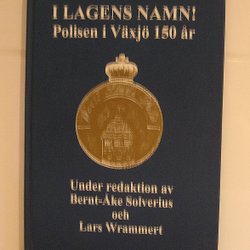 I LAGENS NAMN!
Polisen i Växjö 150 år
Under redaktion av
Bernt-Åke Solverius
och
Lars Wrammert